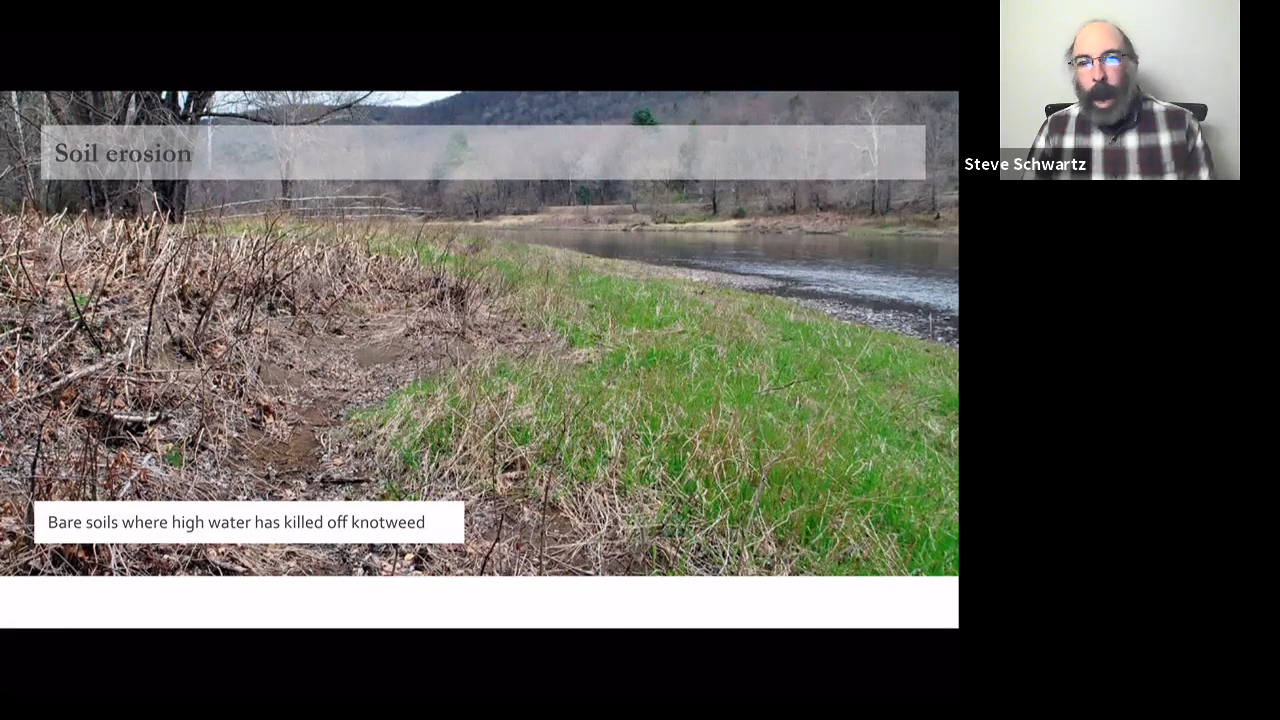 Soil erosion
Steve Schwartz
Bare soils where high water has killed off knotweed